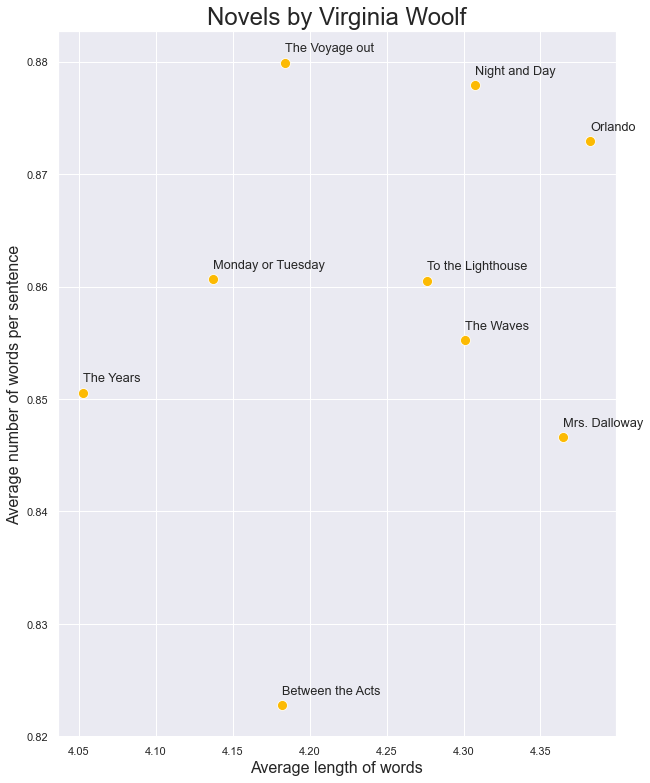 Novels by Virginia Woolf
The Voyage out
Night and Day
Orlando
Monday or Tuesday
To the Lighthouse
The Waves
The Years
Mrs. Dalloway
Between the Acts
0.88
0.87
0.86
0.85
0.84
0.83
0.82
Average number of words per sentence
4.05 4.10 4.15 4.20 4.25 4.30 4.35
Average length of words